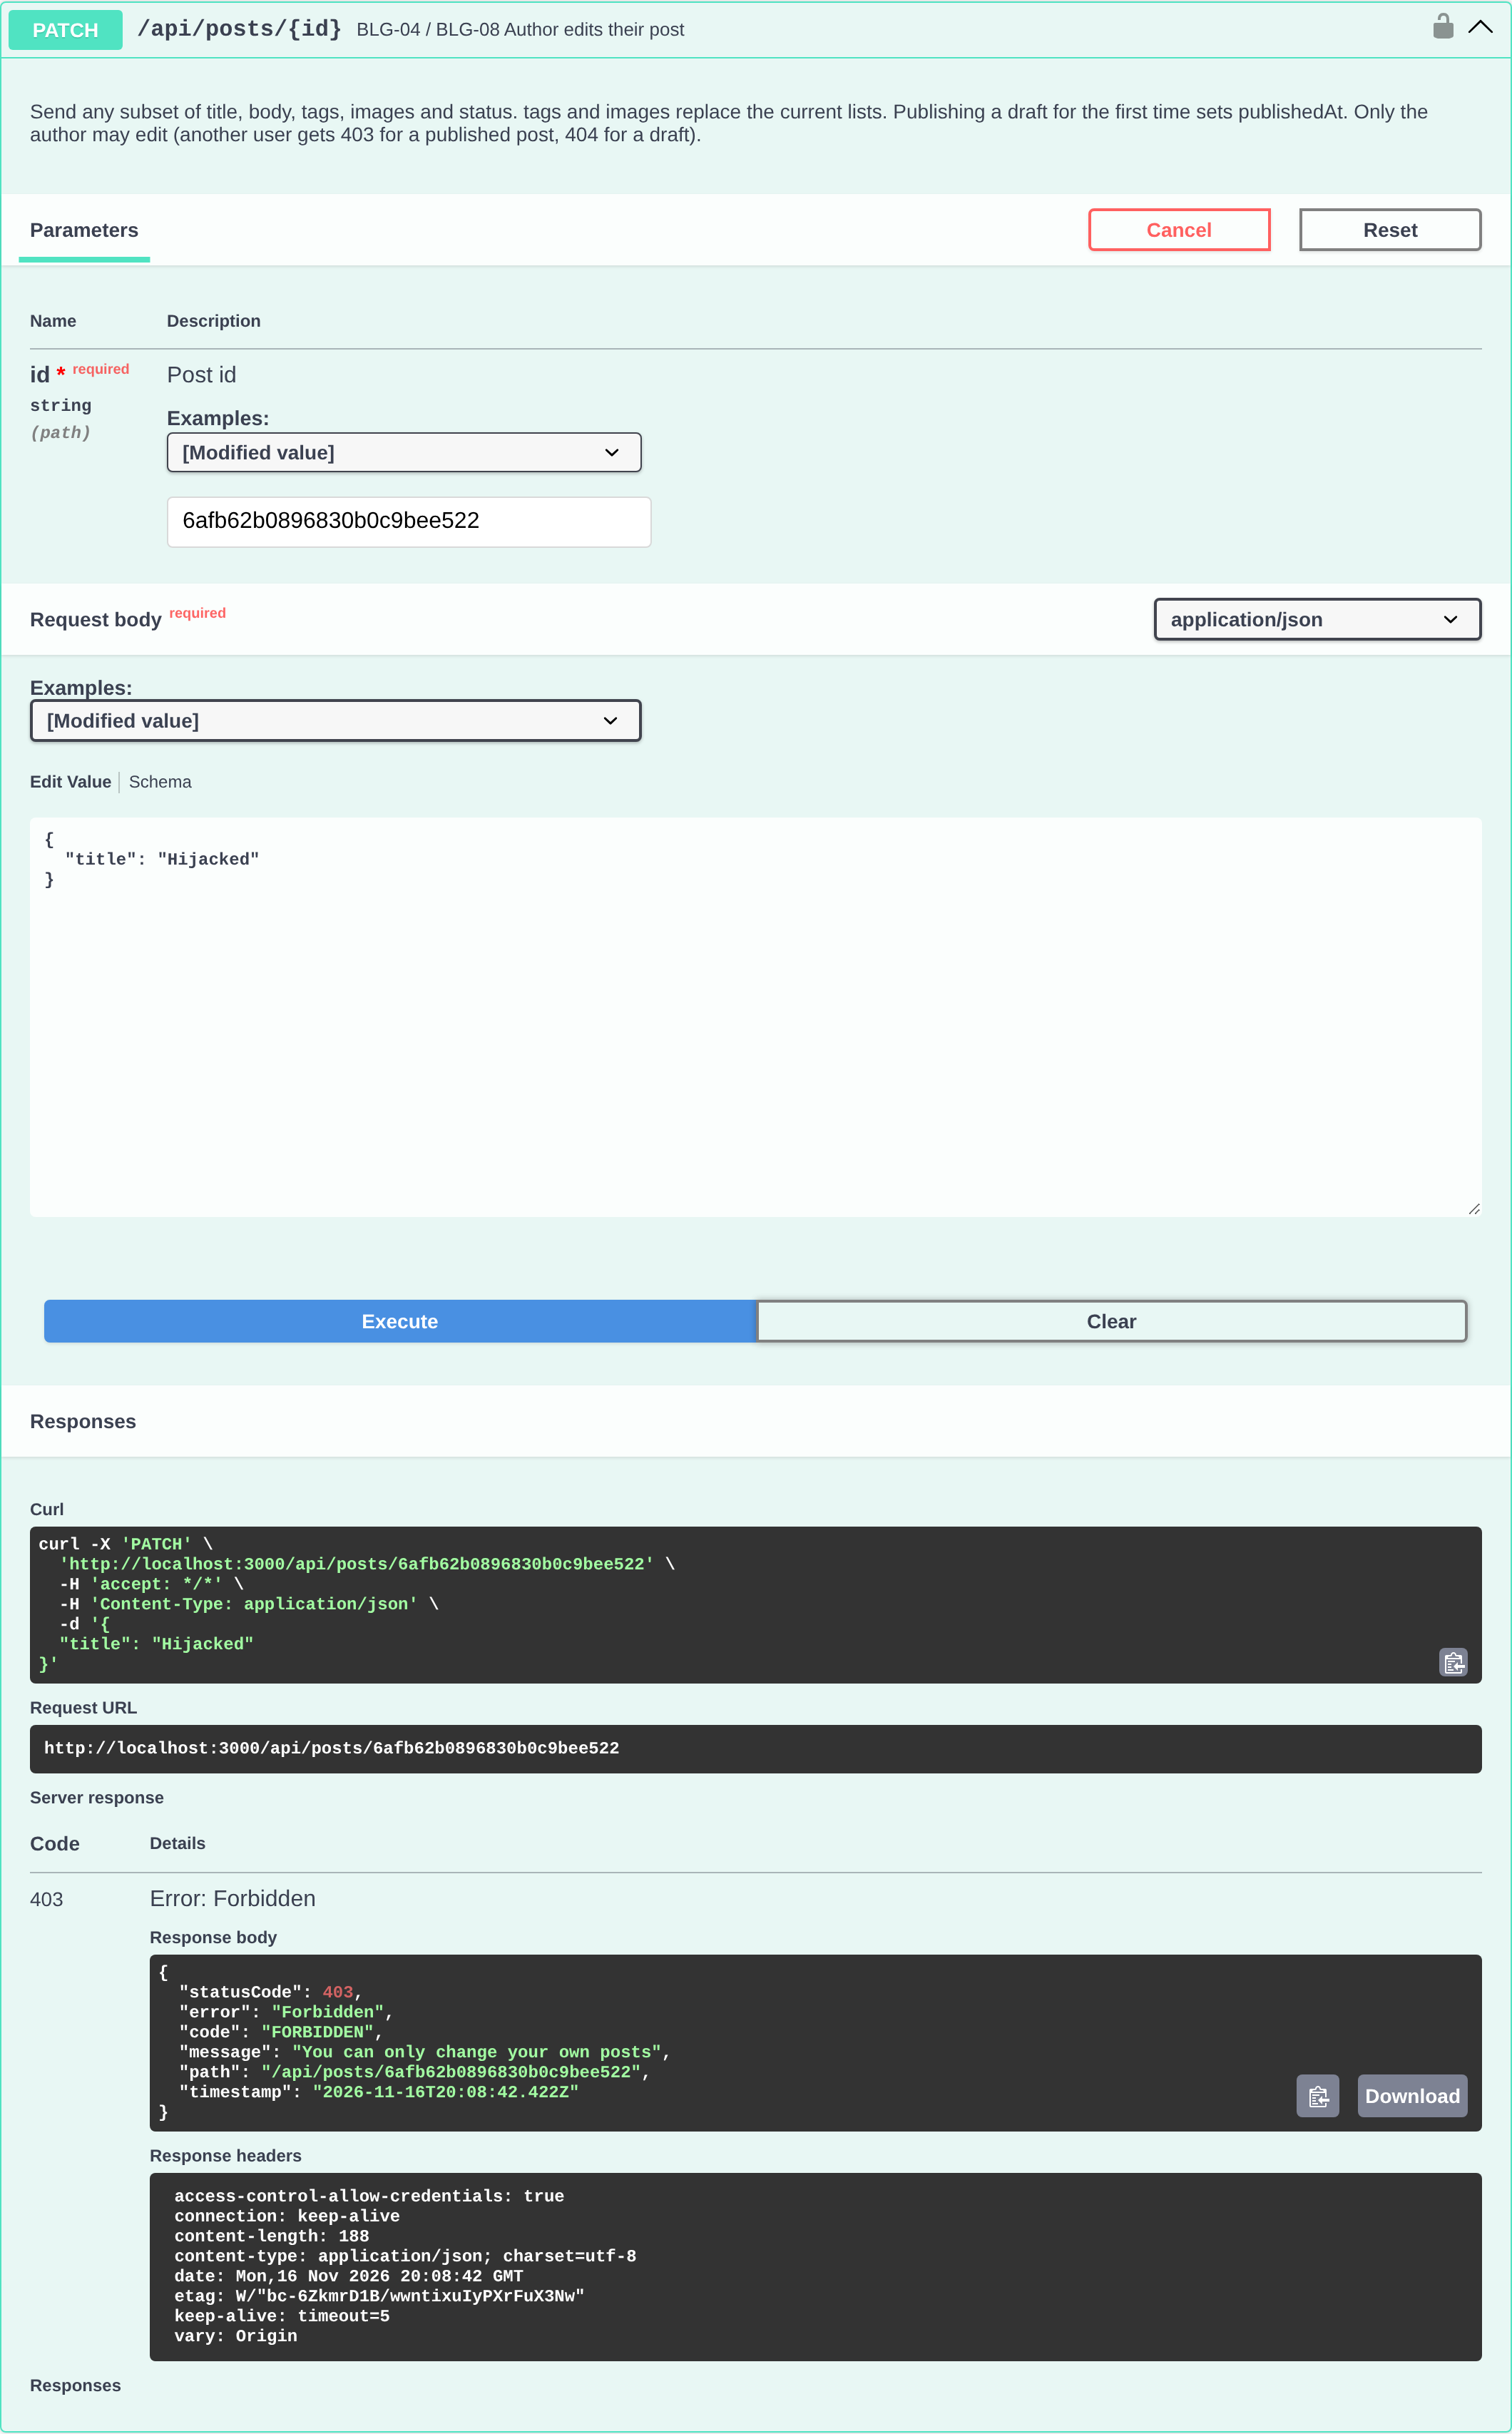 PATCH /api/posts/{id} BLG-04 / BLG-08 Author edits their post
Send any subset of title, body, tags, images and status. tags and images replace the current lists. Publishing a draft for the first time sets publishedAt. Only the
author may edit (another user gets 403 for a published post, 404 for a draft).
Parameters Cancel Reset
Name Description
id * required Post id
string
(path)
Examples:
[Modified value]
6afb62b0896830b0c9bee522
Request body required application/json
Examples:
[Modified value]
Edit Value Schema
{
  "title": "Hijacked"
}
Execute Clear
Responses
Curl
curl -X 'PATCH' \
  'http://localhost:3000/api/posts/6afb62b0896830b0c9bee522' \
  -H 'accept: */*' \
  -H 'Content-Type: application/json' \
  -d '{
  "title": "Hijacked"
}'
Request URL
http://localhost:3000/api/posts/6afb62b0896830b0c9bee522
Server response
Code Details
403 Error: Forbidden
Response body
{
  "statusCode": 403,
  "error": "Forbidden",
  "code": "FORBIDDEN",
  "message": "You can only change your own posts",
  "path": "/api/posts/6afb62b0896830b0c9bee522",
  "timestamp": "2026-11-16T20:08:42.422Z"
}
Download
Response headers
access-control-allow-credentials: true
connection: keep-alive
content-length: 188
content-type: application/json; charset=utf-8
date: Mon,16 Nov 2026 20:08:42 GMT
etag: W/"bc-6ZkmrD1B/wwntixuIyPXrFuX3Nw"
keep-alive: timeout=5
vary: Origin
Responses